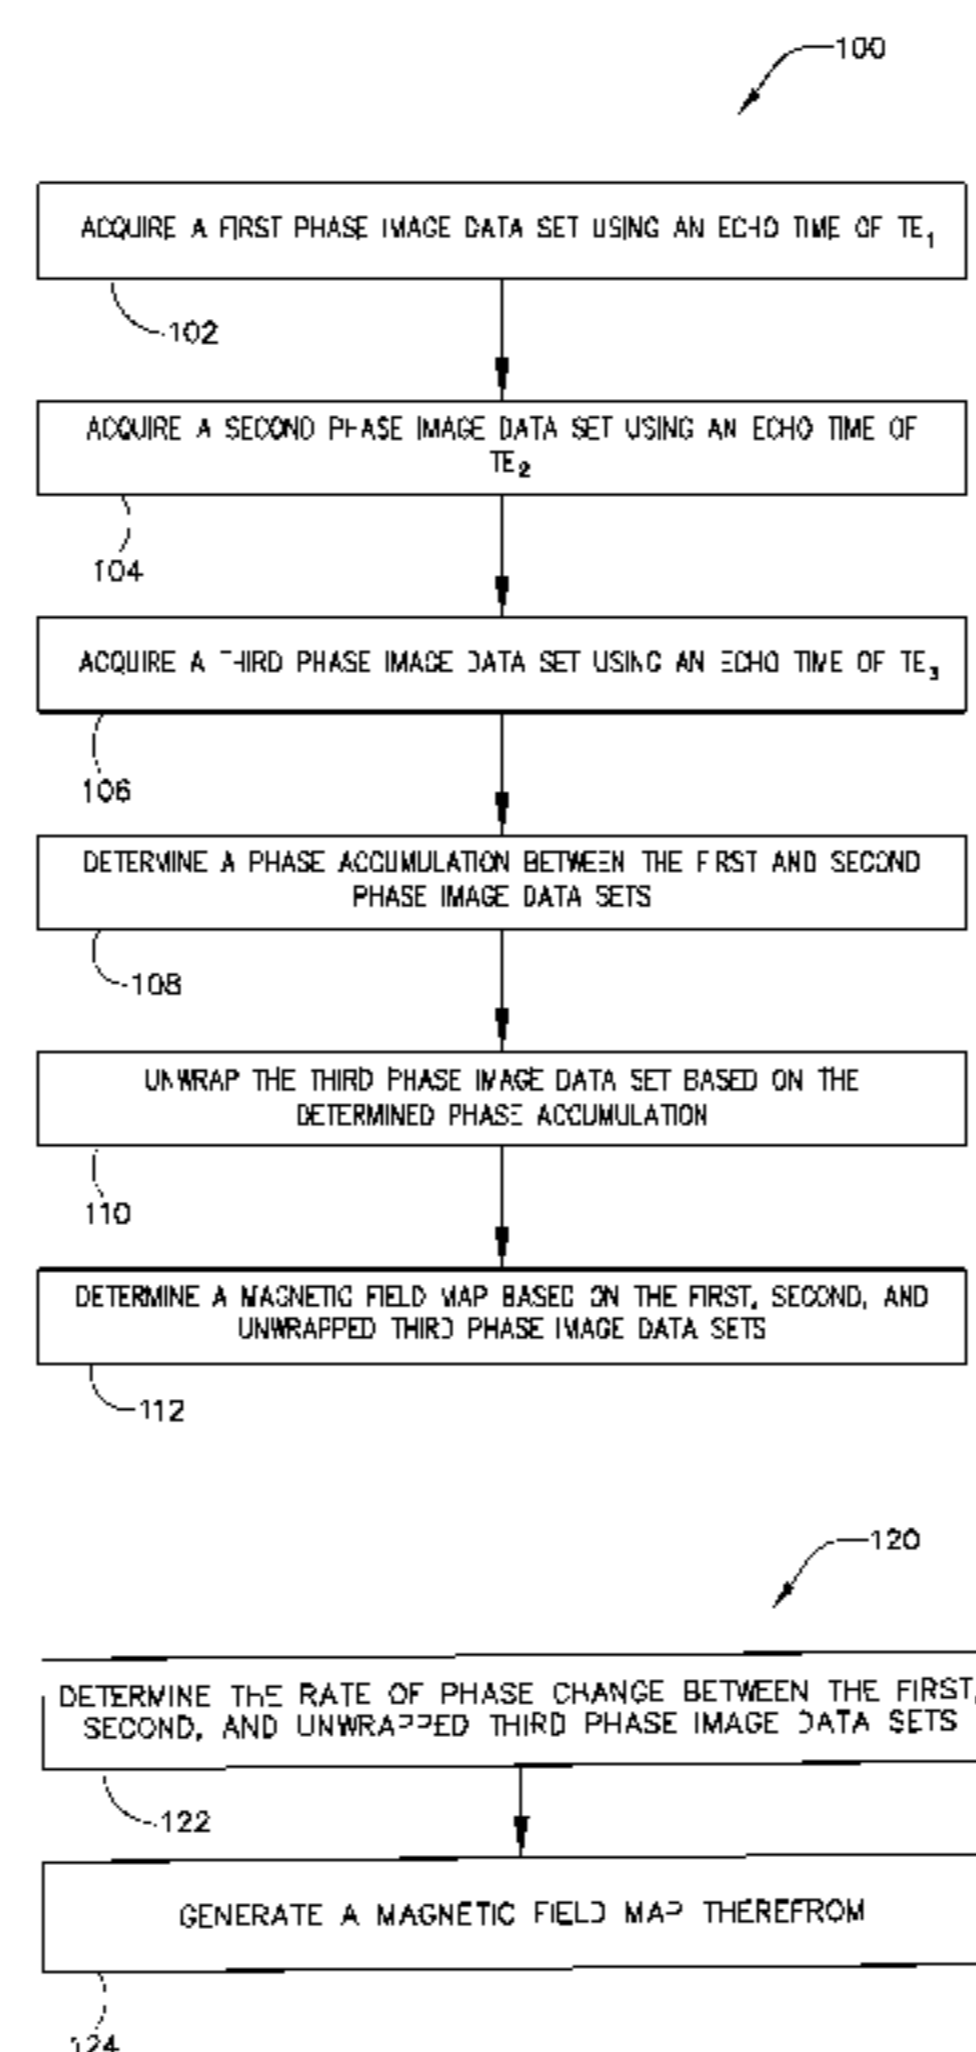 100
ACQUIRE A FIRST PHASE IMAGE DATA SET USING AN ECHO TIME OF TE1
102
ACQUIRE A SECOND PHASE IMAGE DATA SET USING AN ECHO TIME OF
TE2
104
ACQUIRE A THIRD PHASE IMAGE DATA SET USING AN ECHO TIME OF TE3
106
DETERMINE A PHASE ACCUMULATION BETWEEN THE FIRST AND SECOND
PHASE IMAGE DATA SETS
108
UNWRAP THE THIRD PHASE IMAGE DATA SET BASED ON THE
DETERMINED PHASE ACCUMULATION
110
DETERMINE A MAGNETIC FIELD MAP BASED ON THE FIRST, SECOND, AND
UNWRAPPED THIRD PHASE IMAGE DATA SETS
112
120
DETERMINE THE RATE OF PHASE CHANGE BETWEEN THE FIRST,
SECOND, AND UNWRAPPED THIRD PHASE IMAGE DATA SETS
122
GENERATE A MAGNETIC FIELD MAP THEREFROM
124